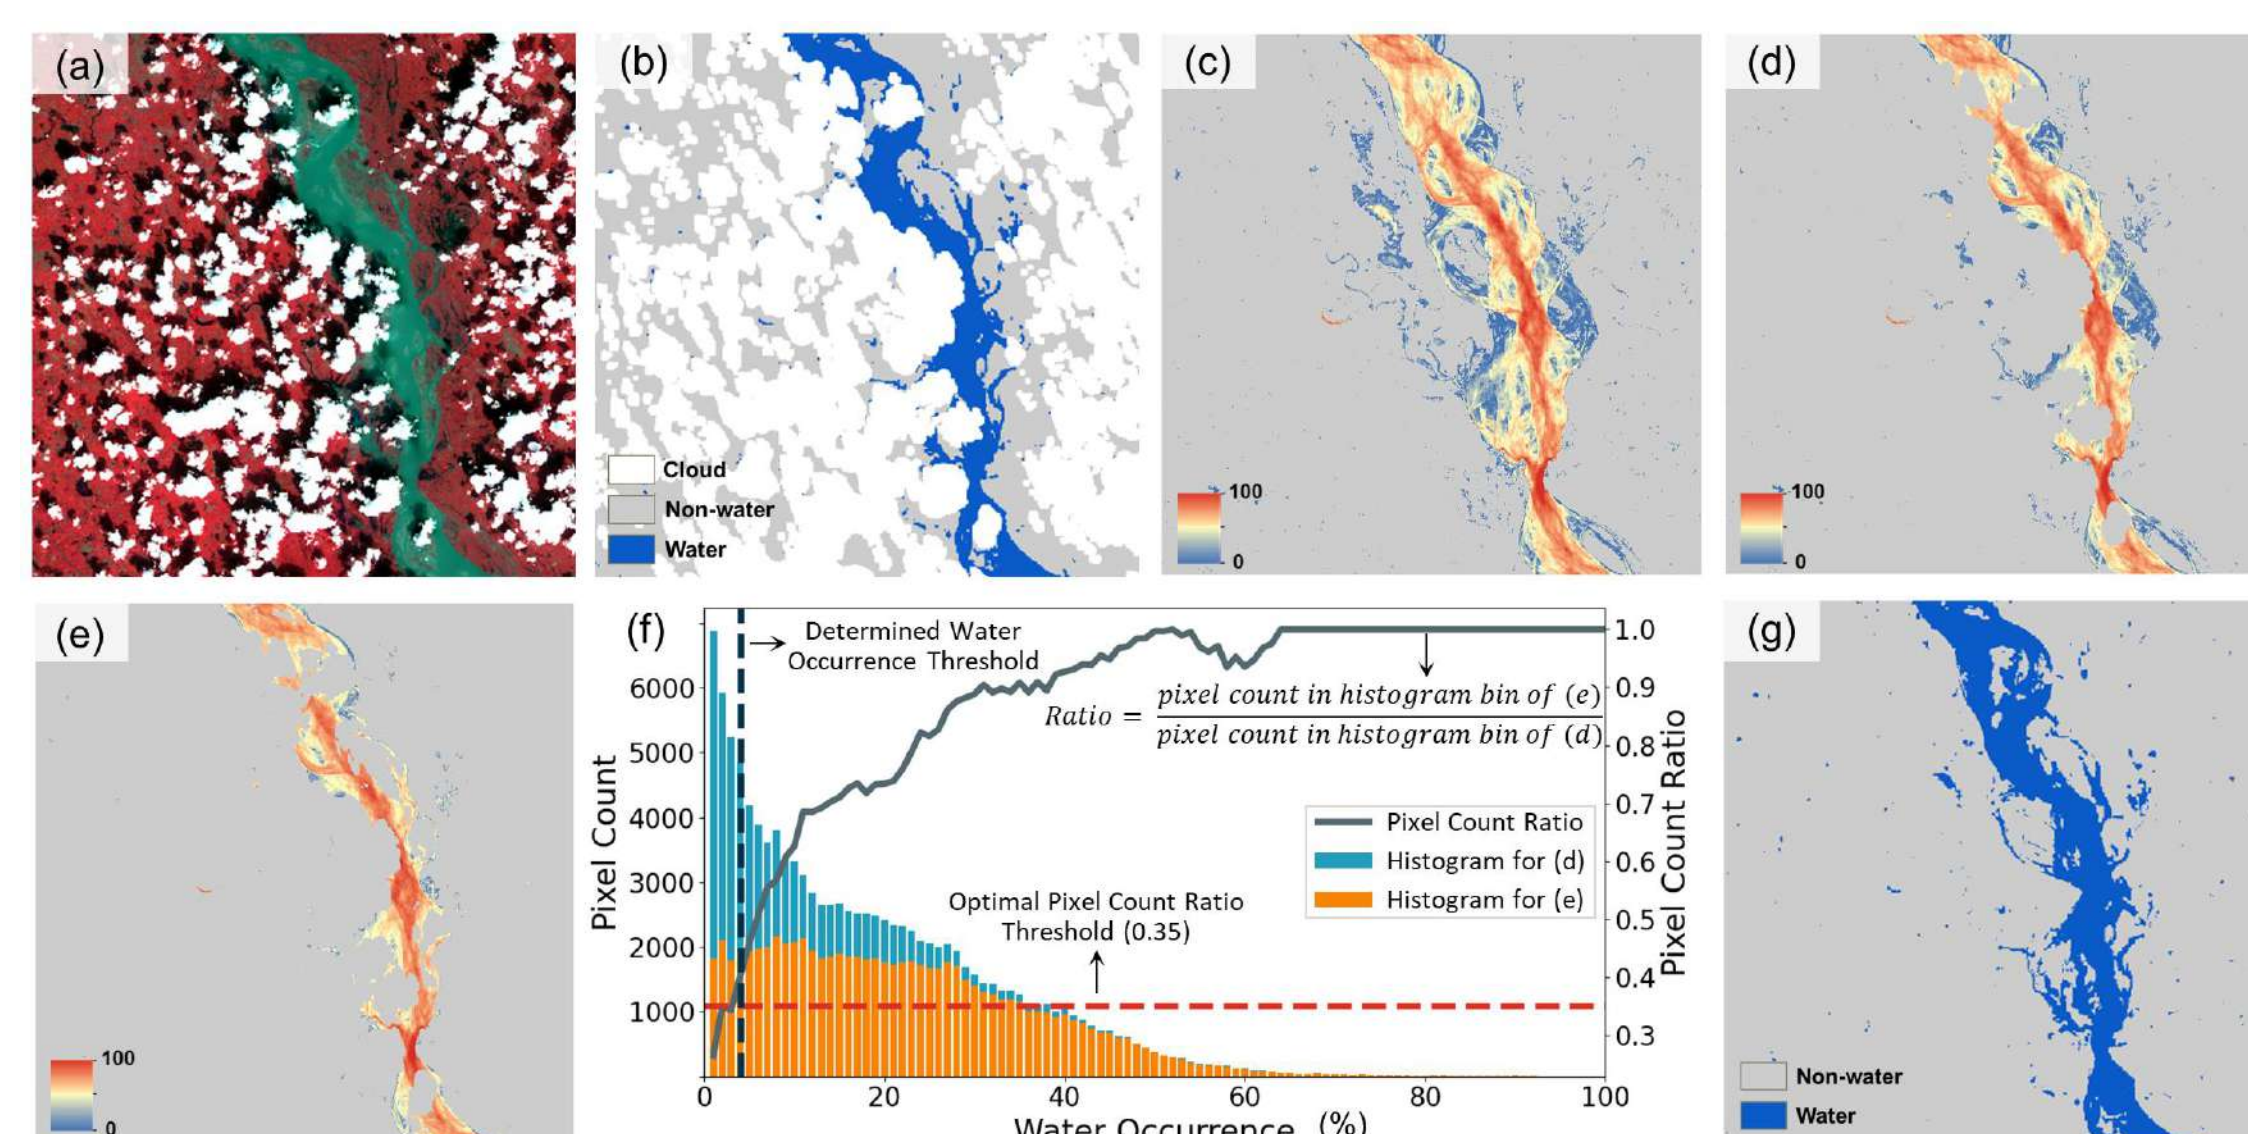 (a)
(b)
Cloud
Non-water
Water
(c)
100
0
(d)
100
0
(e)
100
0
(f)
Determined Water
Occurrence Threshold
Ratio = pixel count in histogram bin of (e)
pixel count in histogram bin of (d)
Pixel Count Ratio
Histogram for (d)
Histogram for (e)
Optimal Pixel Count Ratio
Threshold (0.35)
Pixel Count
6000
5000
4000
3000
2000
1000
1.0
0.9
0.8
0.7
0.6
0.5
0.4
0.3
Pixel Count Ratio
0 20 40 60 80 100
Water Occurrence (%)
(g)
Non-water
Water